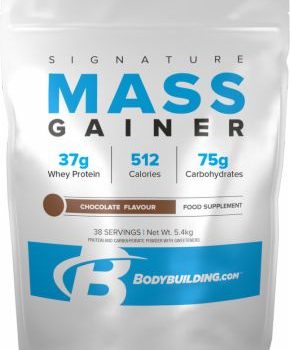 SIGNATURE
MASS
GAINER
37g 512 75g
Whey Protein Calories Carbohydrates
CHOCOLATE FLAVOUR FOOD SUPPLEMENT
38 SERVINGS | Net Wt. 5.4kg
PROTEIN AND CARBOHYDRATE POWDER WITH SWEETENERS
B BODYBUILDING.COM™